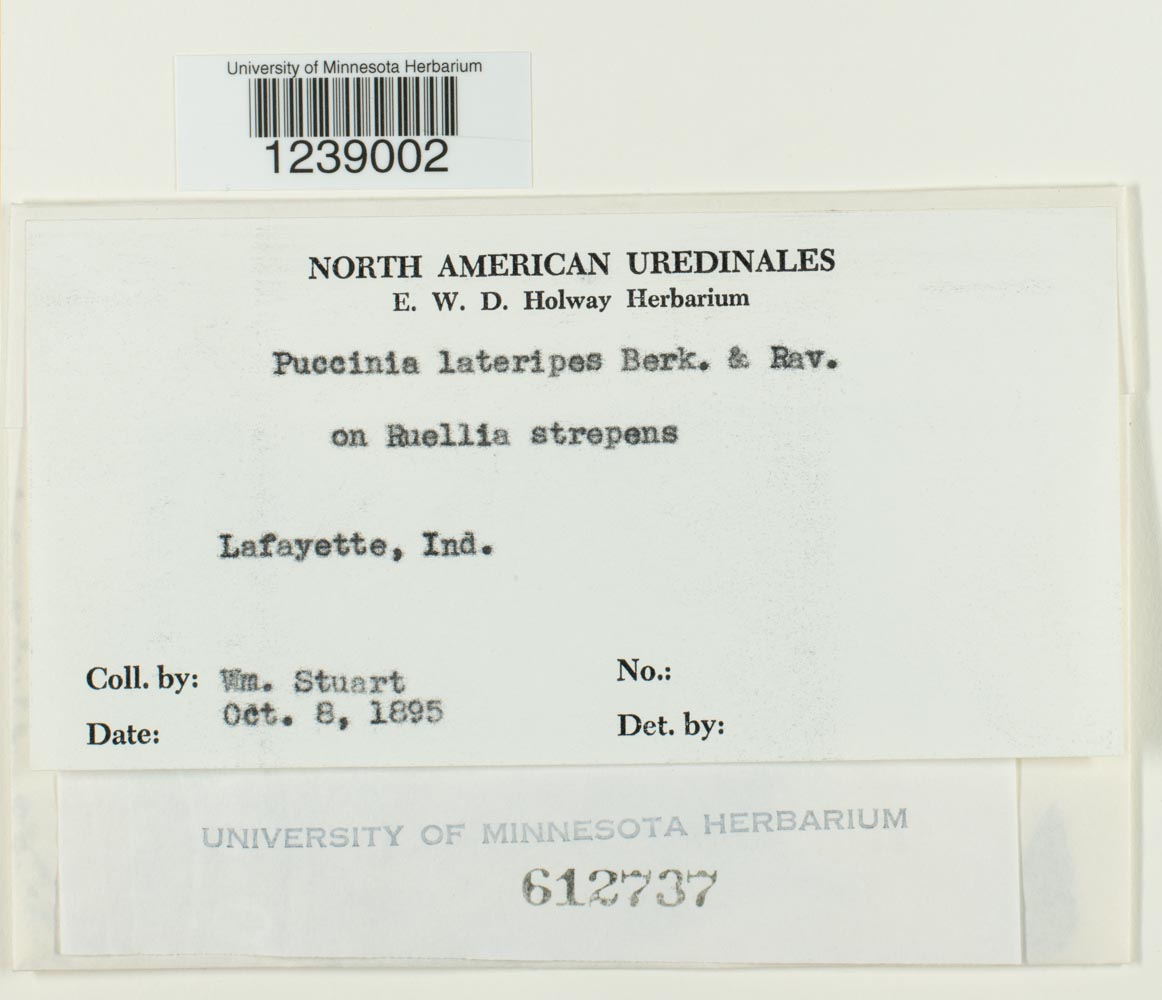 University of Minnesota Herbarium
1239002
NORTH AMERICAN UREDINALES
E. W. D. Holway Herbarium
Puccinia lateripes Berk. & Rav.
on Ruellia strepens
Lafayette, Ind.
Coll. by: Wm. Stuart
No.:
Date: Oct. 8, 1895
Det. by:
UNIVERSITY OF MINNESOTA HERBARIUM
612737